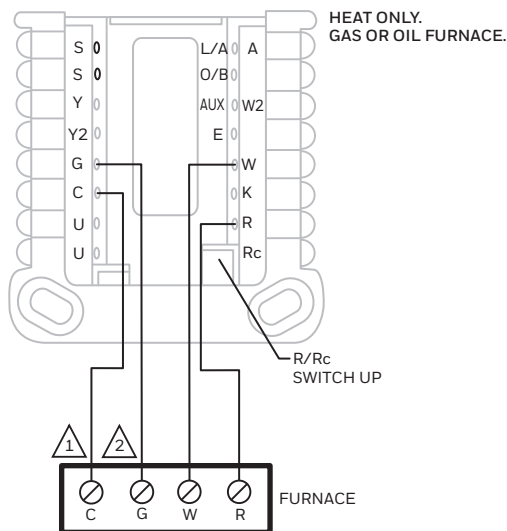 HEAT ONLY.
GAS OR OIL FURNACE.
S L/A A
S O/B
Y AUX W2
Y2 E
G W
C K
U R
U Rc
R/Rc
SWITCH UP
1 2
C G W R
FURNACE